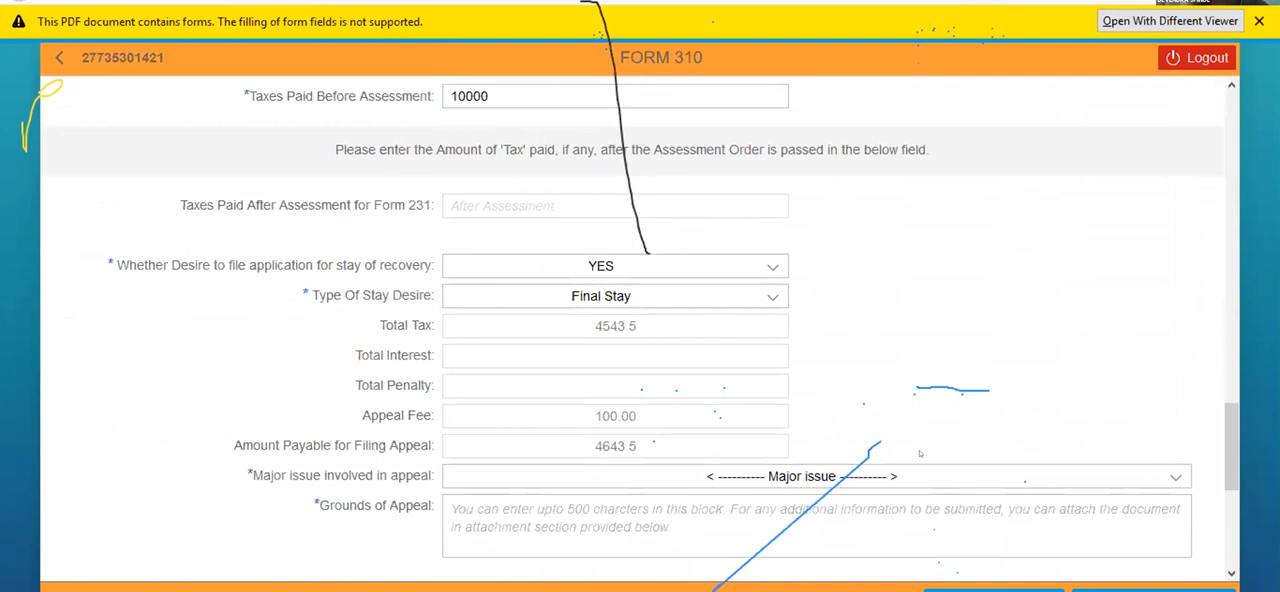 This PDF document contains forms. The filling of form fields is not supported.
Open With Different Viewer
27735301421
FORM 310
Logout
*Taxes Paid Before Assessment: 10000
Please enter the Amount of 'Tax' paid, if any, after the Assessment Order is passed in the below field.
Taxes Paid After Assessment for Form 231: After Assessment
* Whether Desire to file application for stay of recovery: YES
* Type Of Stay Desire: Final Stay
Total Tax: 4543.5
Total Interest:
Total Penalty:
Appeal Fee: 100.00
Amount Payable for Filing Appeal: 4643.5
*Major issue involved in appeal: < ---------- Major issue ---------- >
*Grounds of Appeal: You can enter upto 500 charcters in this block. For any additional information to be submitted, you can attach the document
in attachment section provided below.